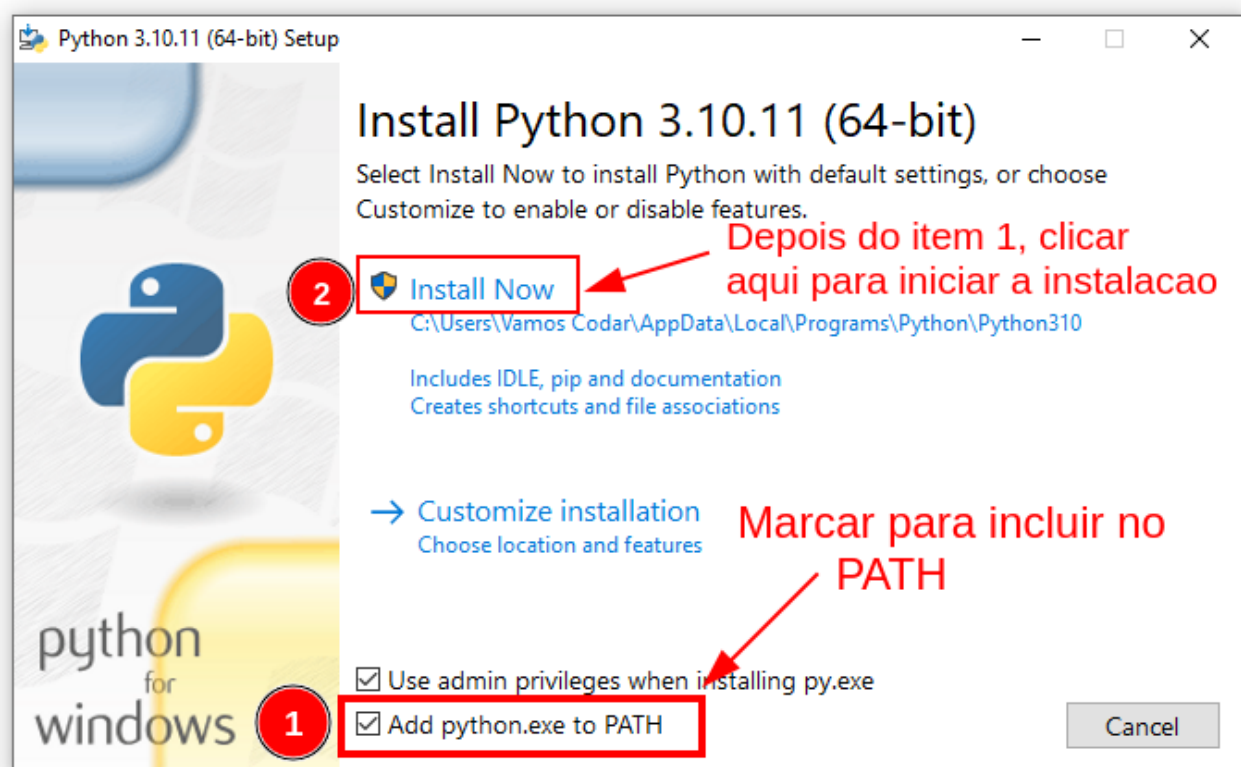 Python 3.10.11 (64-bit) Setup
Install Python 3.10.11 (64-bit)
Select Install Now to install Python with default settings, or choose
Customize to enable or disable features.
Depois do item 1, clicar
aqui para iniciar a instalacao
2
Install Now
C:\Users\Vamos Codar\AppData\Local\Programs\Python\Python310
Includes IDLE, pip and documentation
Creates shortcuts and file associations
Customize installation
Choose location and features
Marcar para incluir no
PATH
python
for
windows
Use admin privileges when installing py.exe
1
Add python.exe to PATH
Cancel